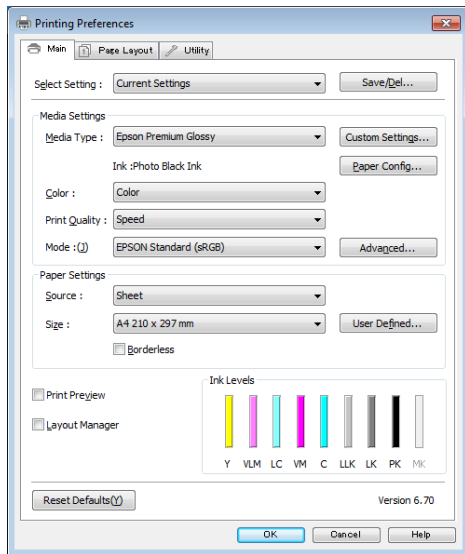 Printing Preferences
Main Page Layout Utility
Select Setting : Current Settings Save/Del...
Media Settings
Media Type : Epson Premium Glossy Custom Settings...
Ink :Photo Black Ink Paper Config...
Color : Color
Print Quality : Speed
Mode :(J) EPSON Standard (sRGB) Advanced...
Paper Settings
Source : Sheet
Size : A4 210 x 297 mm User Defined...
Borderless
Ink Levels
Print Preview
Layout Manager
Y VLM LC VM C LLK LK PK MK
Reset Defaults(Y) Version 6.70
OK Cancel Help